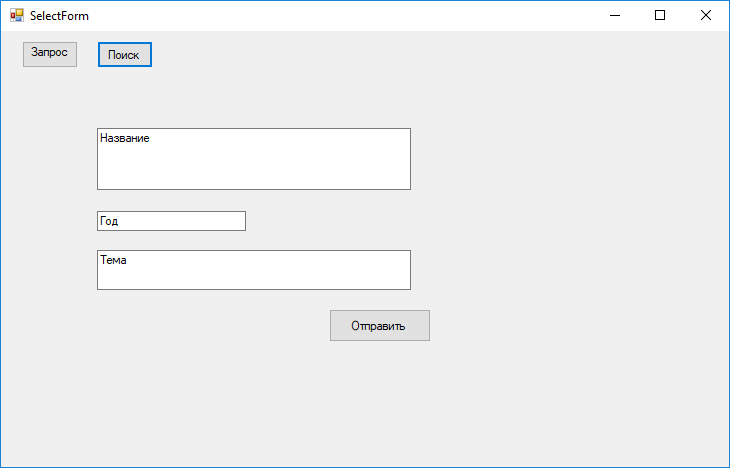 SelectForm
Запрос Поиск
Название
Год
Тема
Отправить